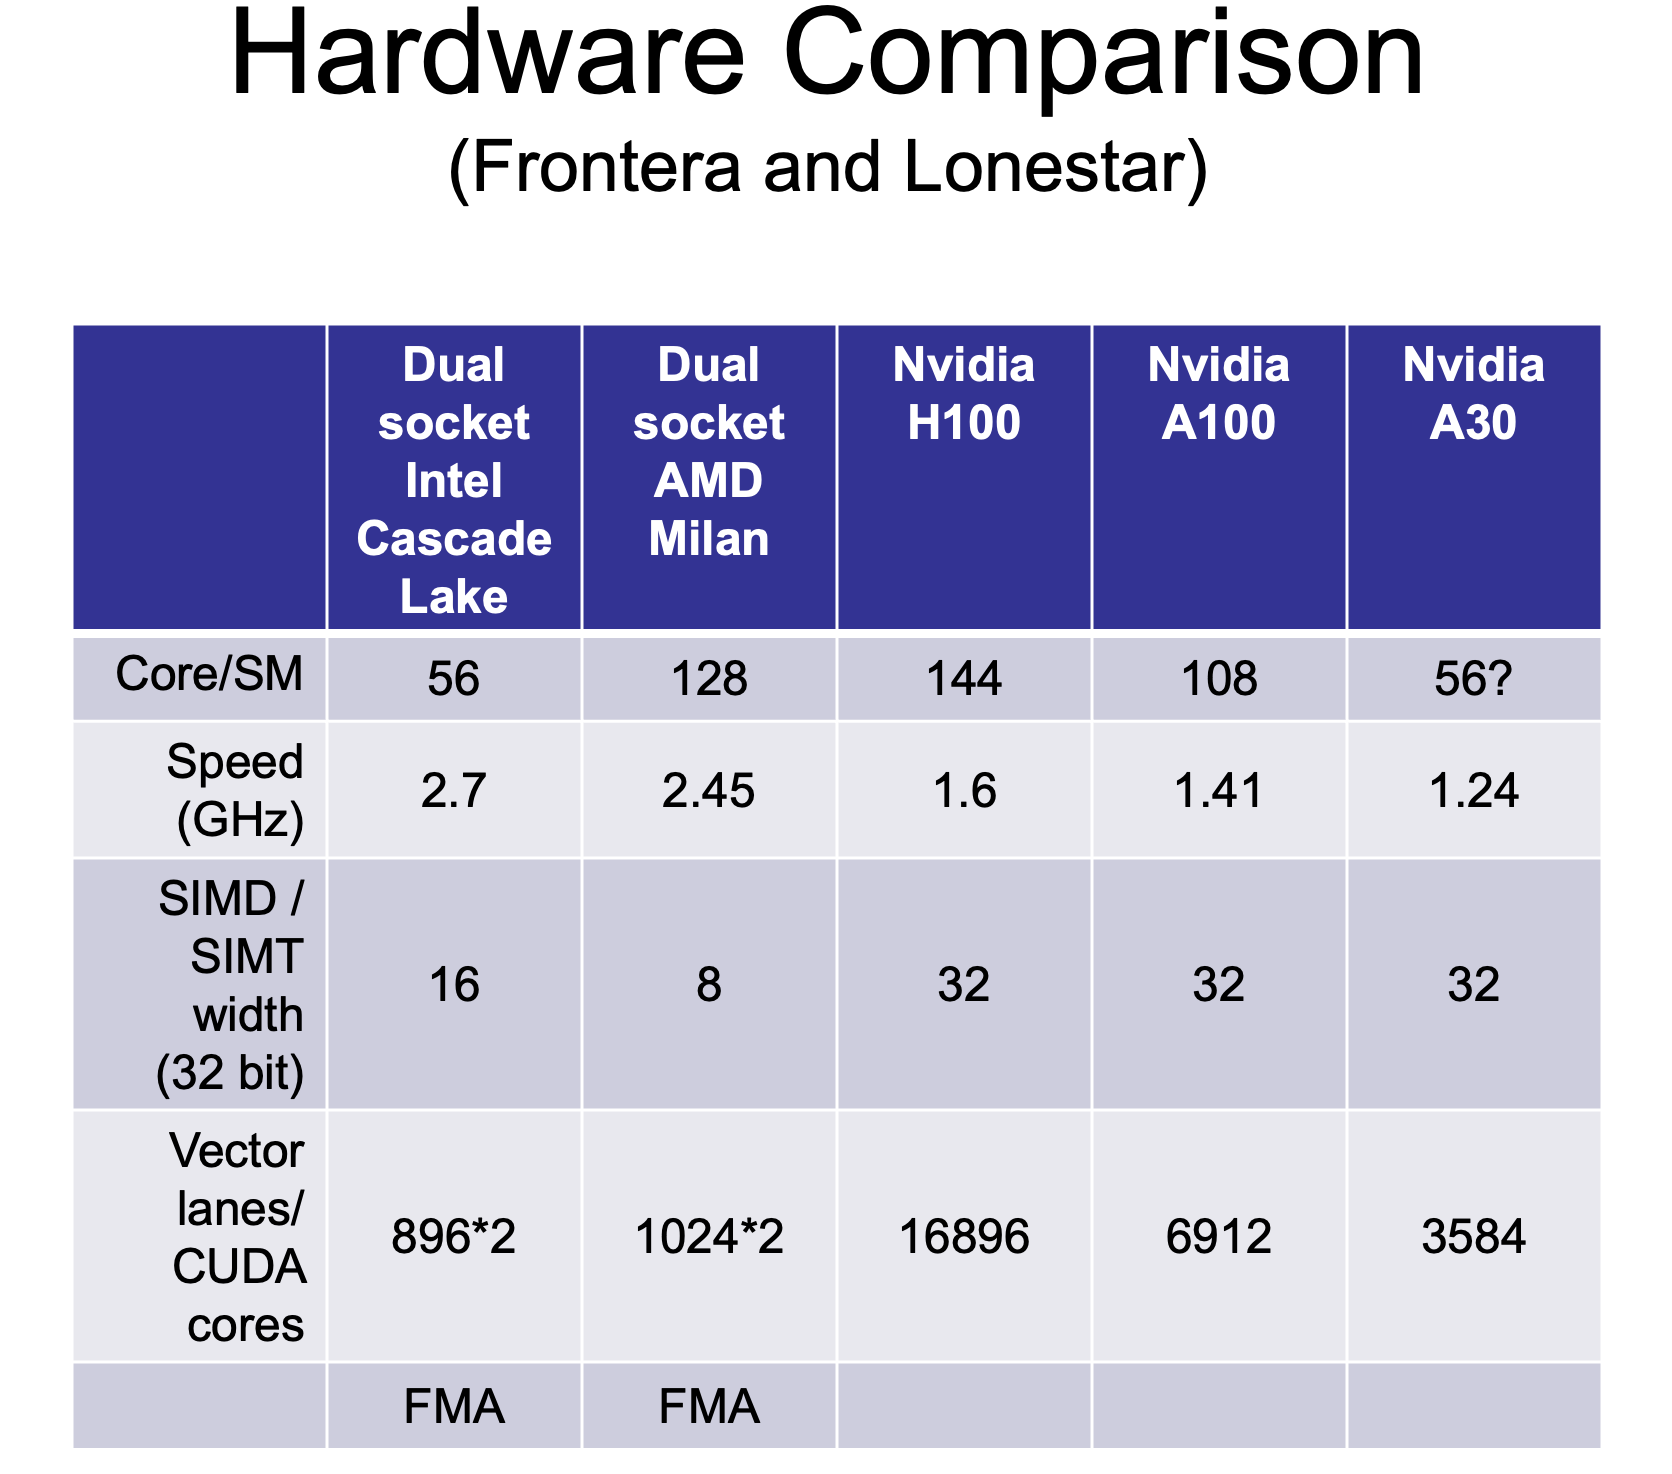 Hardware Comparison
(Frontera and Lonestar)
Dual
socket
Intel
Cascade
Lake
Dual
socket
AMD
Milan
Nvidia
H100
Nvidia
A100
Nvidia
A30
Core/SM
56
128
144
108
56?
Speed
(GHz)
2.7
2.45
1.6
1.41
1.24
SIMD /
SIMT
width
(32 bit)
16
8
32
32
32
Vector
lanes/
CUDA
cores
896*2
1024*2
16896
6912
3584
FMA
FMA